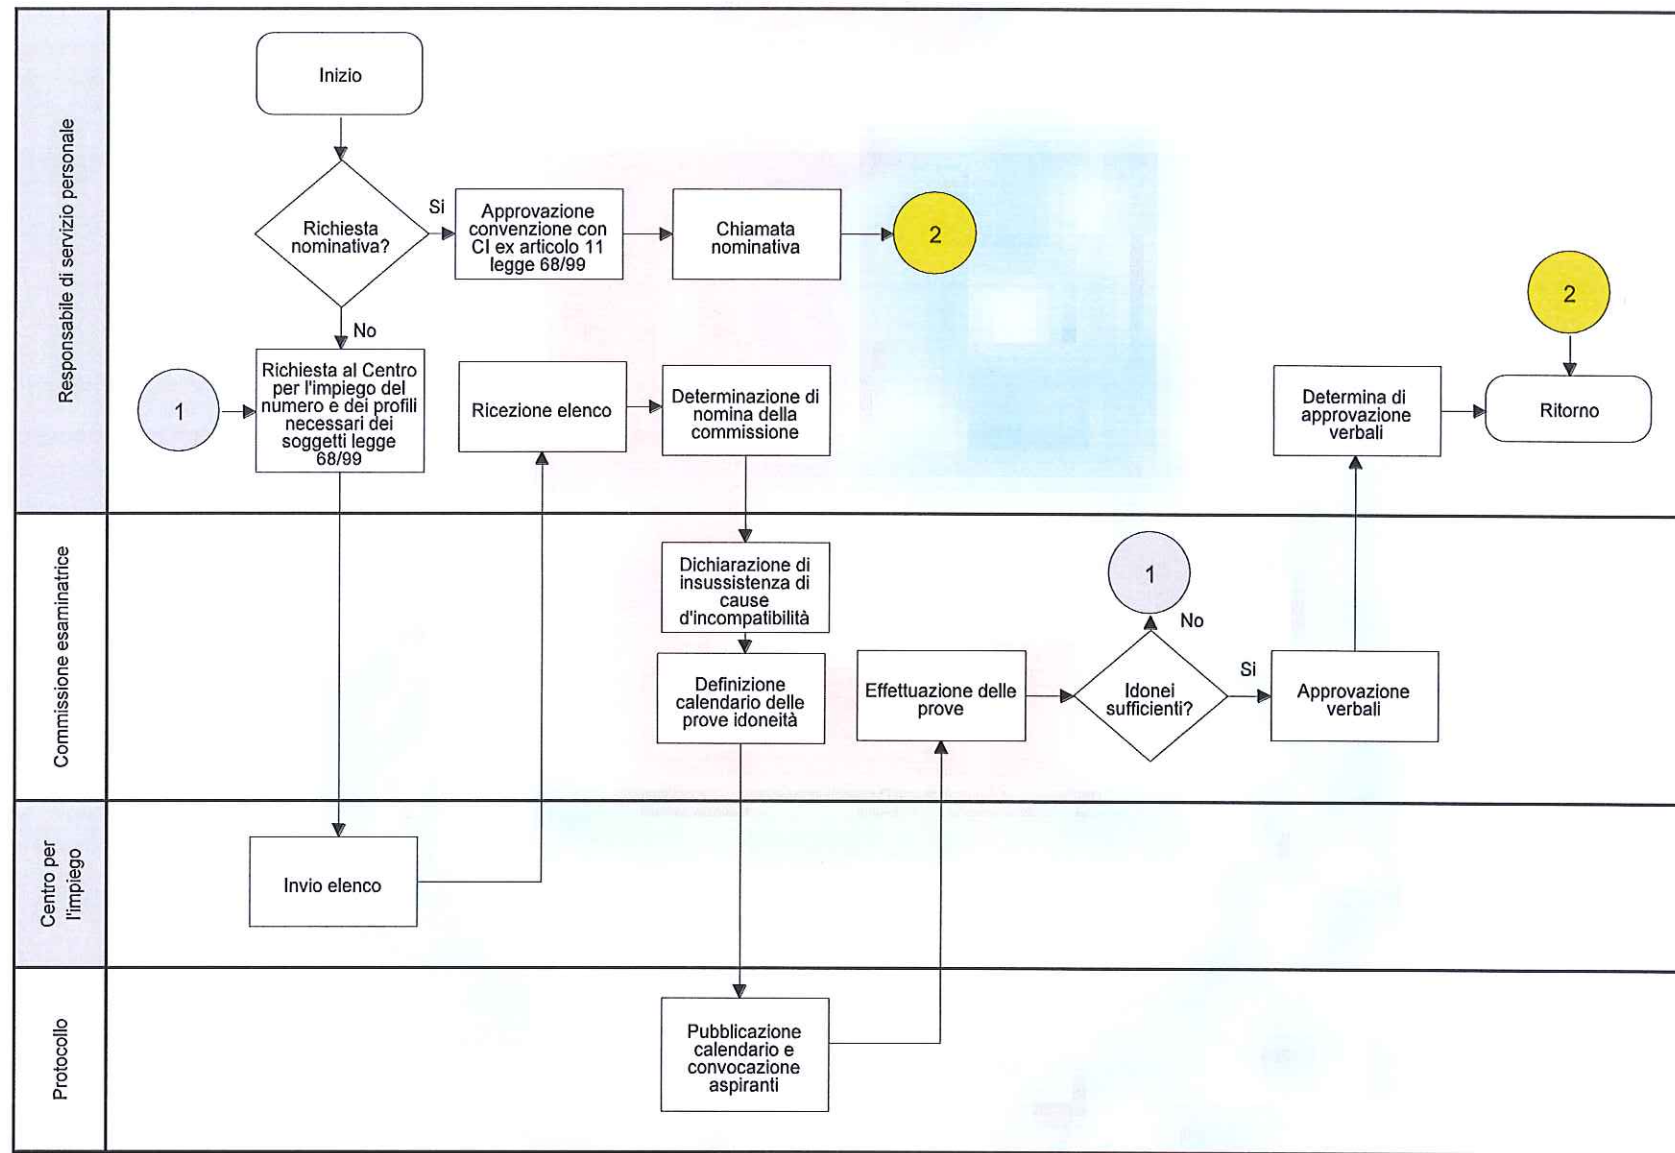 Responsabile di servizio personale
Inizio
Richiesta
nominativa?
Si
Approvazione
convenzione con
CI ex articolo 11
legge 68/99
Chiamata
nominativa
2
No
1
Richiesta al Centro
per l'impiego del
numero e dei profili
necessari dei
soggetti legge
68/99
Ricezione elenco
Determinazione di
nomina della
commissione
Determina di
approvazione
verbali
2
Ritorno
Commissione esaminatrice
Dichiarazione di
insussistenza di
cause
d'incompatibilità
Definizione
calendario delle
prove idoneità
Effettuazione delle
prove
1
No
Idonei
sufficienti?
Si
Approvazione
verbali
Centro per
l'impiego
Invio elenco
Protocollo
Pubblicazione
calendario e
convocazione
aspiranti